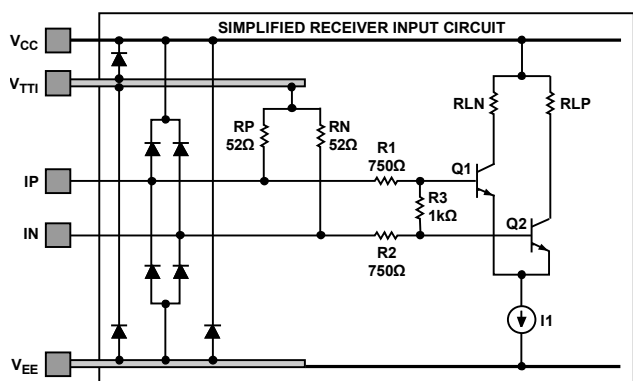 SIMPLIFIED RECEIVER INPUT CIRCUIT
VCC
VTTI
RLN
RLP
RP
52Ω
RN
52Ω
R1
750Ω
Q1
IP
R3
1kΩ
Q2
IN
R2
750Ω
I1
VEE